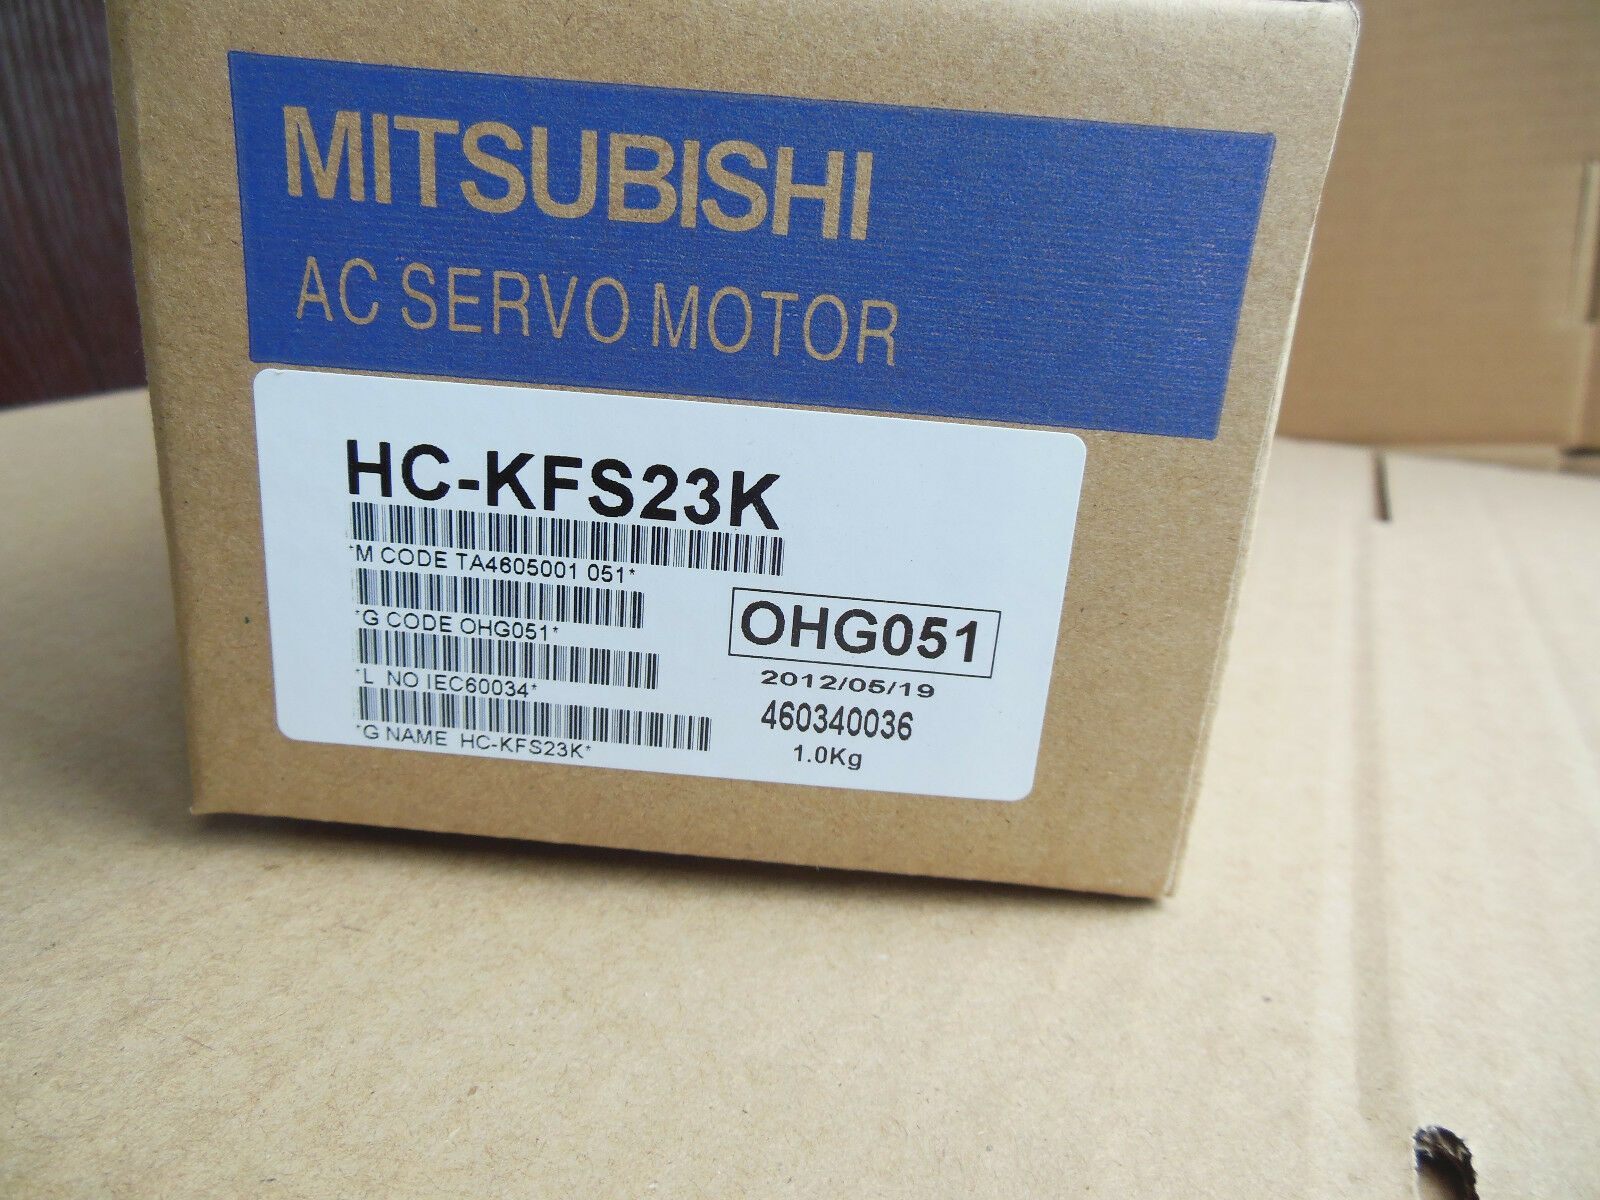 MITSUBISHI
AC SERVO MOTOR
HC-KFS23K
*M CODE TA4605001 051*
*G CODE OHG051*
*L NO IEC60034*
*G NAME HC-KFS23K*
OHG051
2012/05/19
460340036
1.0Kg